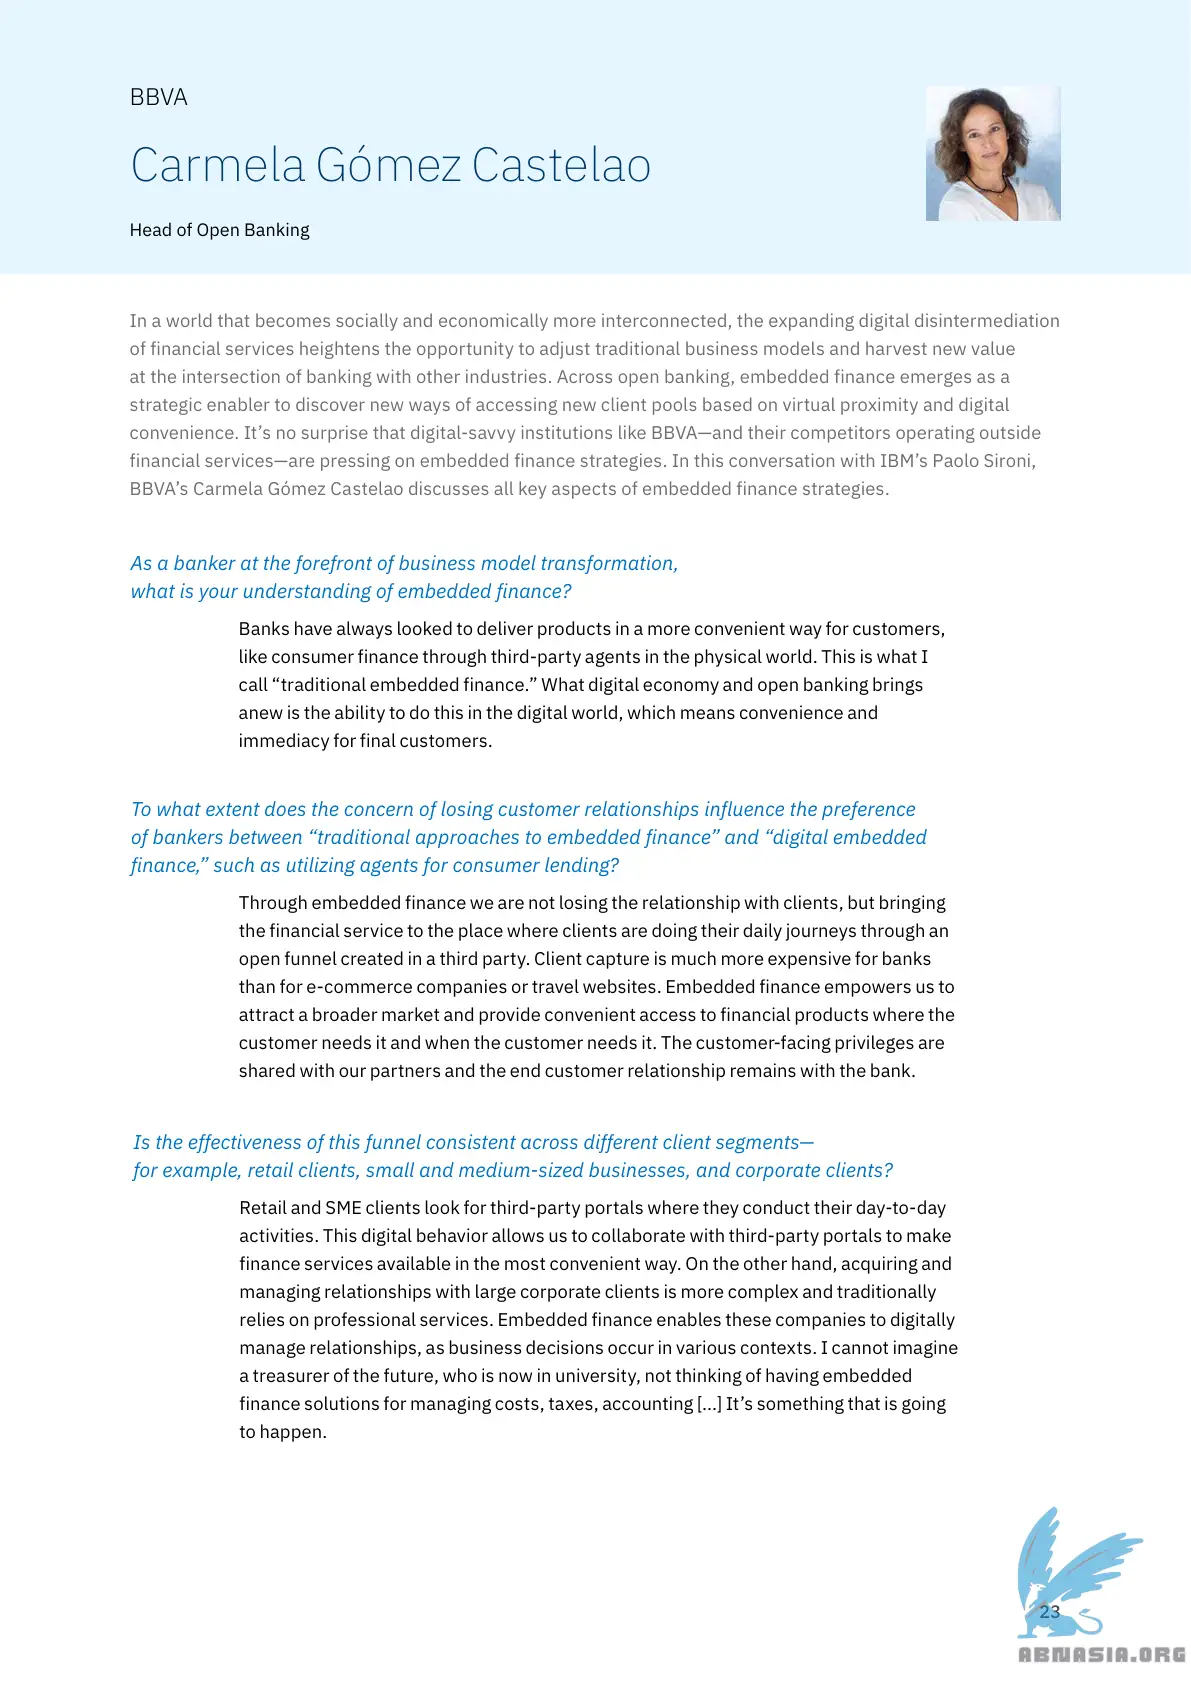 BBVA
Carmela Gómez Castelao
Head of Open Banking
In a world that becomes socially and economically more interconnected, the expanding digital disintermediation
of financial services heightens the opportunity to adjust traditional business models and harvest new value
at the intersection of banking with other industries. Across open banking, embedded finance emerges as a
strategic enabler to discover new ways of accessing new client pools based on virtual proximity and digital
convenience. It’s no surprise that digital-savvy institutions like BBVA—and their competitors operating outside
financial services—are pressing on embedded finance strategies. In this conversation with IBM’s Paolo Sironi,
BBVA’s Carmela Gómez Castelao discusses all key aspects of embedded finance strategies.
As a banker at the forefront of business model transformation,
what is your understanding of embedded finance?
Banks have always looked to deliver products in a more convenient way for customers,
like consumer finance through third-party agents in the physical world. This is what I
call “traditional embedded finance.” What digital economy and open banking brings
anew is the ability to do this in the digital world, which means convenience and
immediacy for final customers.
To what extent does the concern of losing customer relationships influence the preference
of bankers between “traditional approaches to embedded finance” and “digital embedded
finance,” such as utilizing agents for consumer lending?
Through embedded finance we are not losing the relationship with clients, but bringing
the financial service to the place where clients are doing their daily journeys through an
open funnel created in a third party. Client capture is much more expensive for banks
than for e-commerce companies or travel websites. Embedded finance empowers us to
attract a broader market and provide convenient access to financial products where the
customer needs it and when the customer needs it. The customer-facing privileges are
shared with our partners and the end customer relationship remains with the bank.
Is the effectiveness of this funnel consistent across different client segments—
for example, retail clients, small and medium-sized businesses, and corporate clients?
Retail and SME clients look for third-party portals where they conduct their day-to-day
activities. This digital behavior allows us to collaborate with third-party portals to make
finance services available in the most convenient way. On the other hand, acquiring and
managing relationships with large corporate clients is more complex and traditionally
relies on professional services. Embedded finance enables these companies to digitally
manage relationships, as business decisions occur in various contexts. I cannot imagine
a treasurer of the future, who is now in university, not thinking of having embedded
finance solutions for managing costs, taxes, accounting [...] It’s something that is going
to happen.
23
ABNASIA.ORG